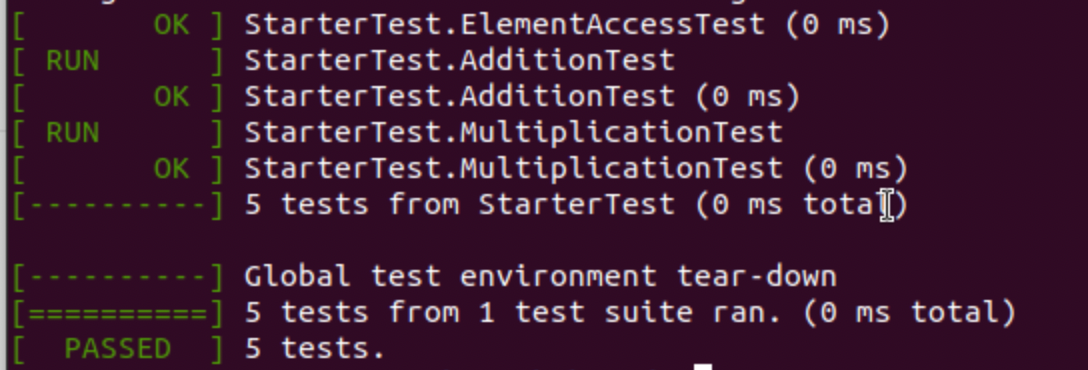 [       OK ] StarterTest.ElementAccessTest (0 ms)
[ RUN      ] StarterTest.AdditionTest
[       OK ] StarterTest.AdditionTest (0 ms)
[ RUN      ] StarterTest.MultiplicationTest
[       OK ] StarterTest.MultiplicationTest (0 ms)
[----------] 5 tests from StarterTest (0 ms total)

[----------] Global test environment tear-down
[==========] 5 tests from 1 test suite ran. (0 ms total)
[  PASSED  ] 5 tests.